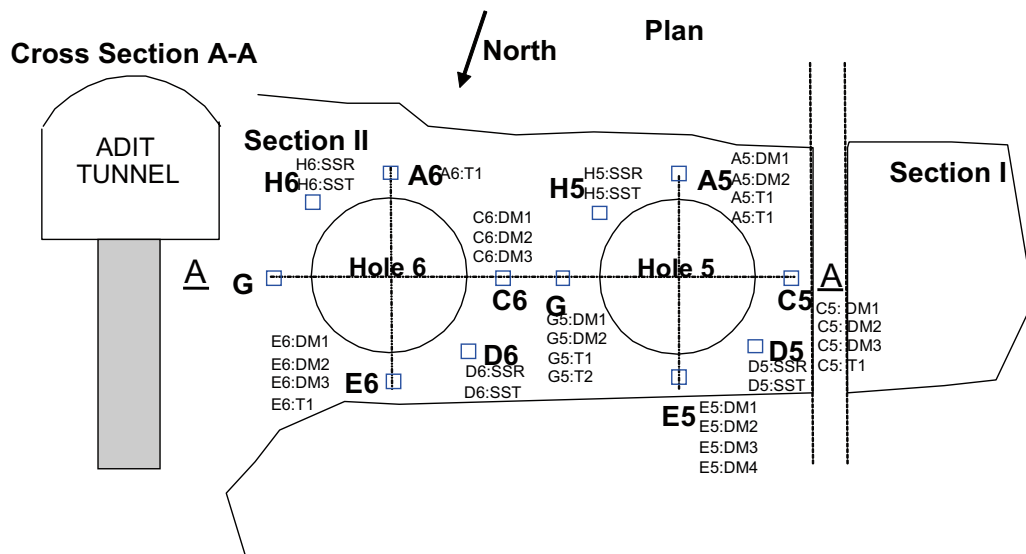 Plan
North
Cross Section A-A
ADIT
TUNNEL
Section II
Section I
H6:SSR
H6:SST
H6
A6
A6:T1
H5:SSR
H5:SST
H5
A5
A5:DM1
A5:DM2
A5:T1
A5:T1
C6:DM1
C6:DM2
C6:DM3
Hole 6
Hole 5
A
G
C6
G
C5
A
G5:DM1
G5:DM2
G5:T1
G5:T2
C5: DM1
C5: DM2
C5: DM3
C5: T1
E6:DM1
E6:DM2
E6:DM3
E6:T1
E6
D6
D6:SSR
D6:SST
D5
D5:SSR
D5:SST
E5
E5:DM1
E5:DM2
E5:DM3
E5:DM4